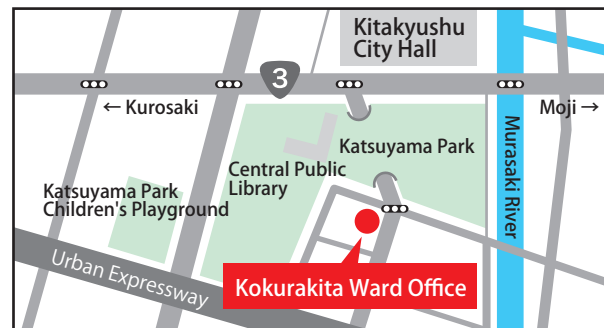 Kitakyushu
City Hall
3
← Kurosaki
Moji →
Katsuyama Park
Murasaki River
Central Public
Library
Katsuyama Park
Children's Playground
Urban Expressway
Kokurakita Ward Office